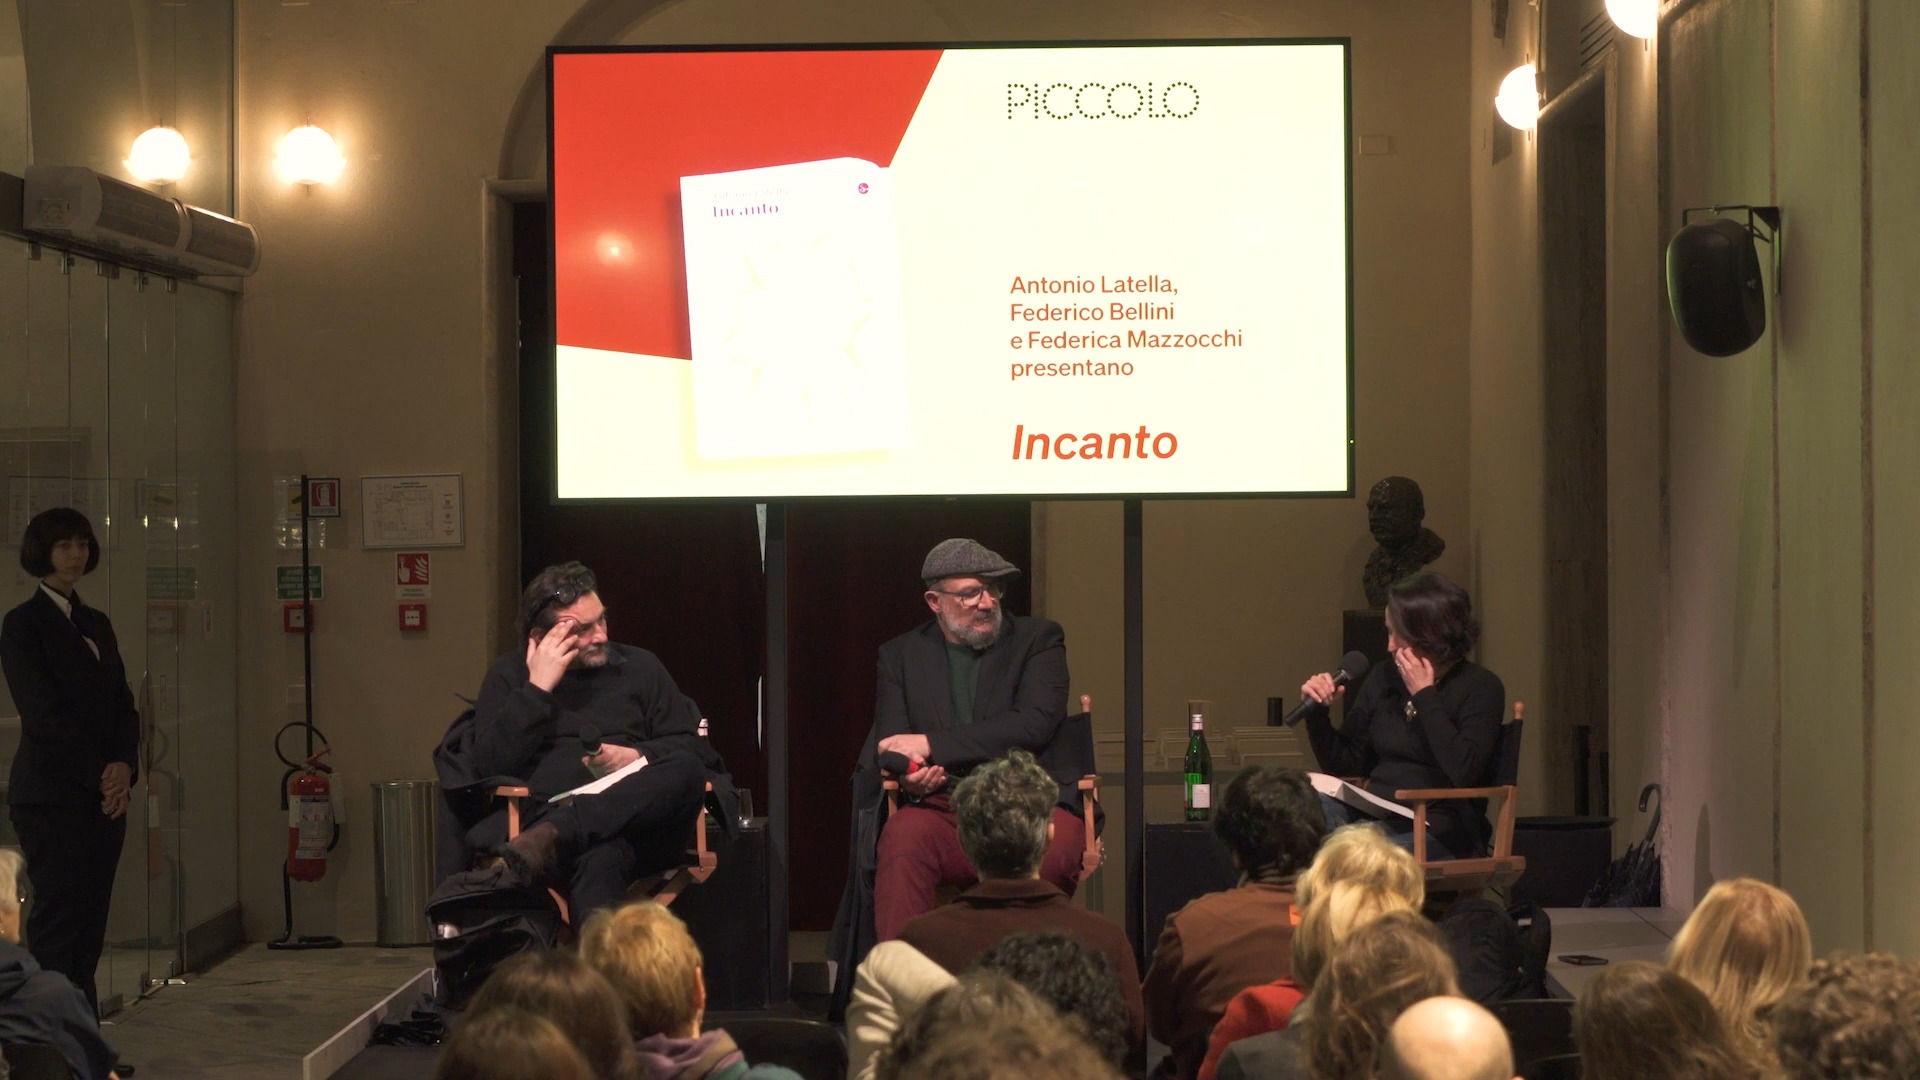 PICCOLO
Incanto
Antonio Latella,
Federico Bellini
e Federica Mazzocchi
presentano
Incanto